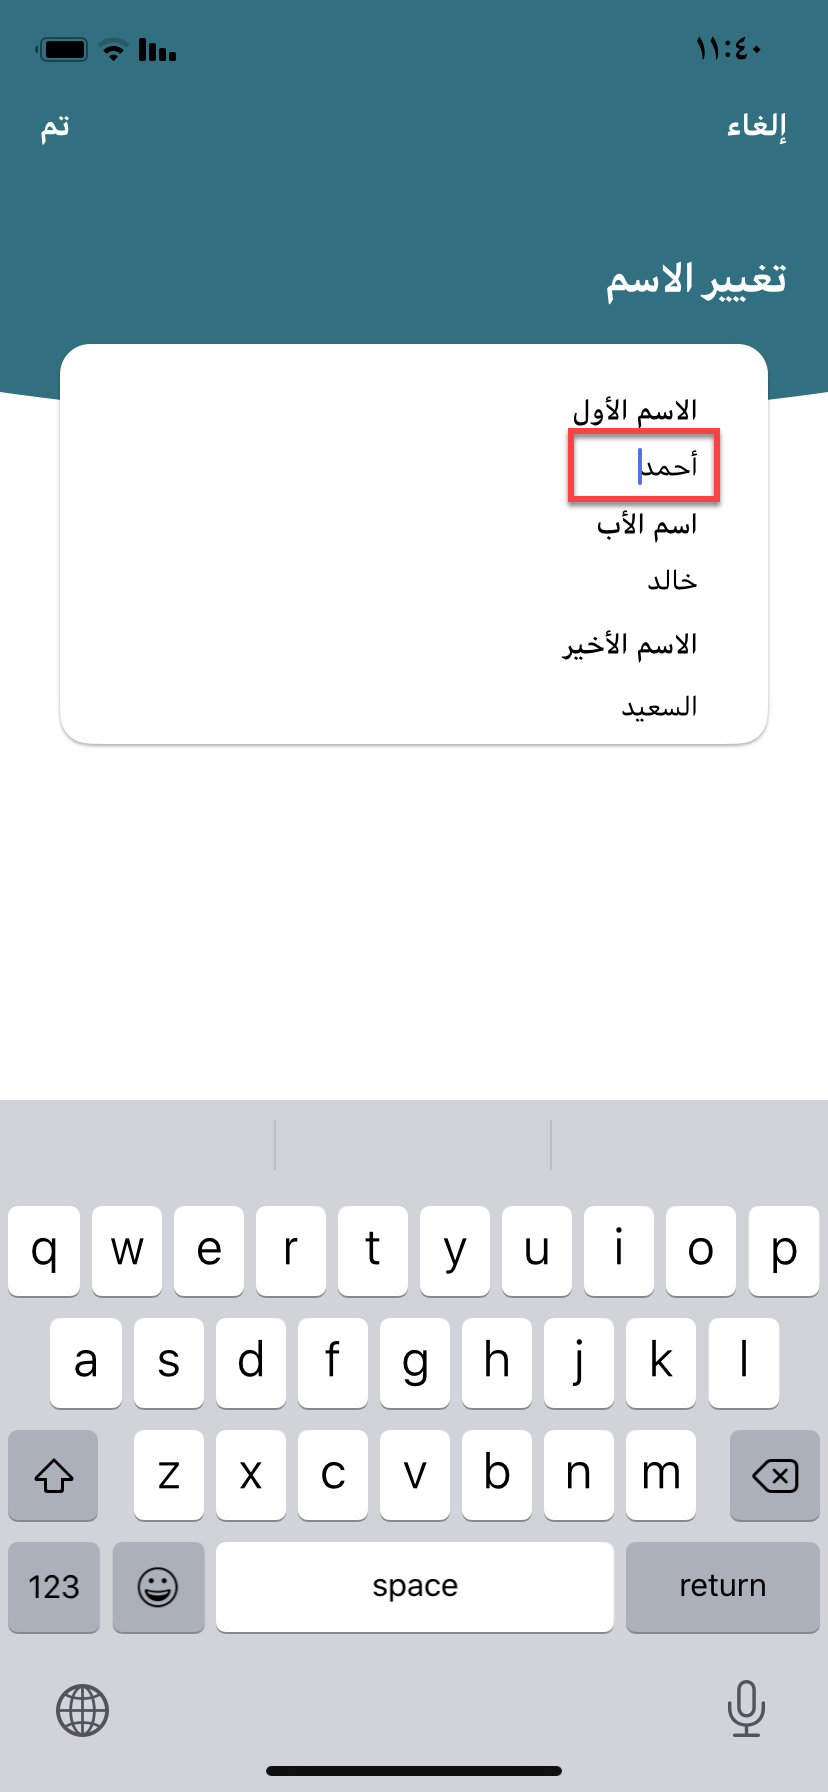 ١١:٤٠
إلغاء تم
تغيير الاسم
الاسم الأول
أحمد
اسم الأب
خالد
الاسم الأخير
السعيد
q w e r t y u i o p
a s d f g h j k l
z x c v b n m
123 space return